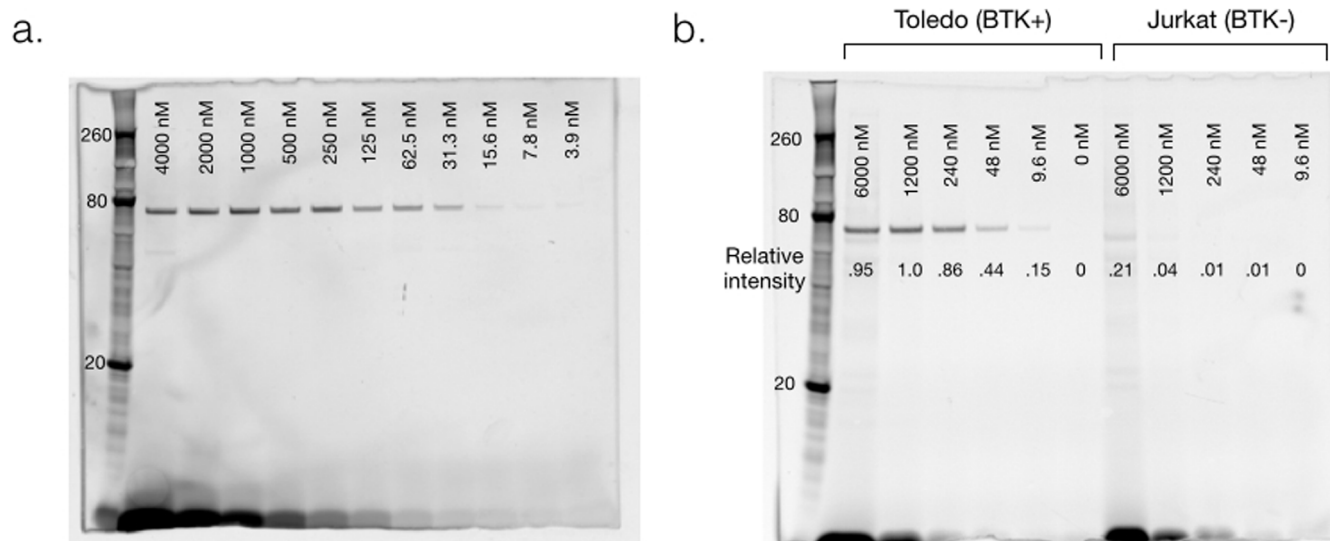 a.
260
80
20
4000 nM
2000 nM
1000 nM
500 nM
250 nM
125 nM
62.5 nM
31.3 nM
15.6 nM
7.8 nM
3.9 nM
b.
Toledo (BTK+)
Jurkat (BTK-)
260
80
20
6000 nM
1200 nM
240 nM
48 nM
9.6 nM
0 nM
6000 nM
1200 nM
240 nM
48 nM
9.6 nM
Relative
intensity
.95 1.0 .86 .44 .15 0 .21 .04 .01 .01 0